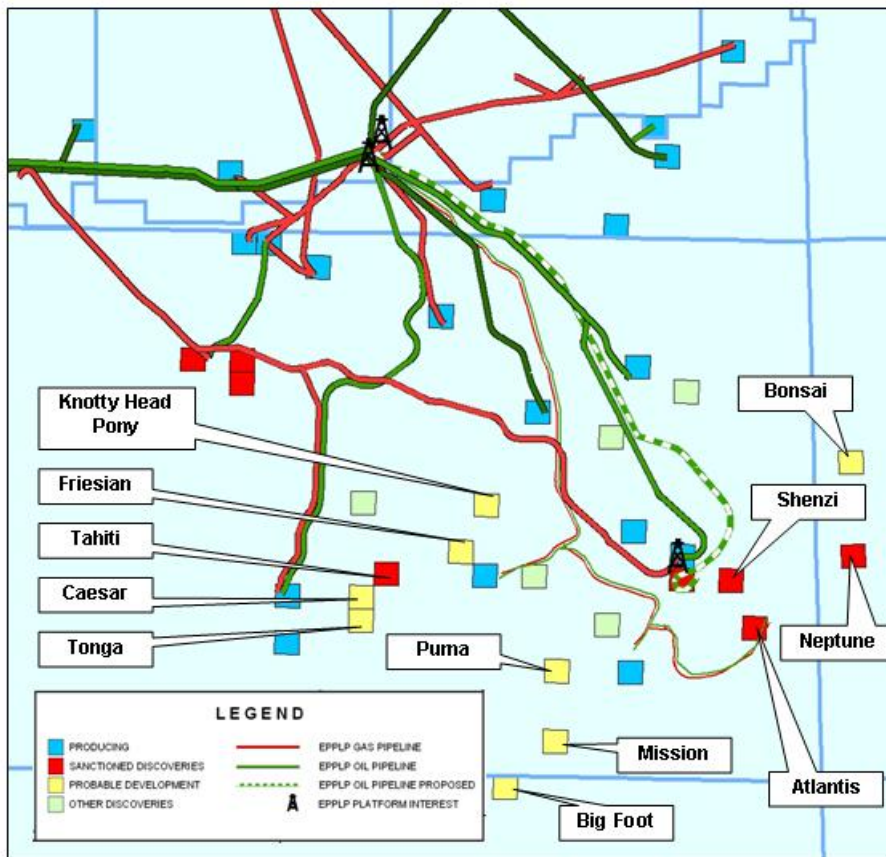 Bonsai
Knotty Head
Pony
Friesian
Shenzi
Tahiti
Caesar
Tonga
Puma
Neptune
Mission
Atlantis
Big Foot
LEGEND
PRODUCING
SANCTIONED DISCOVERIES
PROBABLE DEVELOPMENT
OTHER DISCOVERIES
EPPLP GAS PIPELINE
EPPLP OIL PIPELINE
EPPLP OIL PIPELINE PROPOSED
EPPLP PLATFORM INTEREST